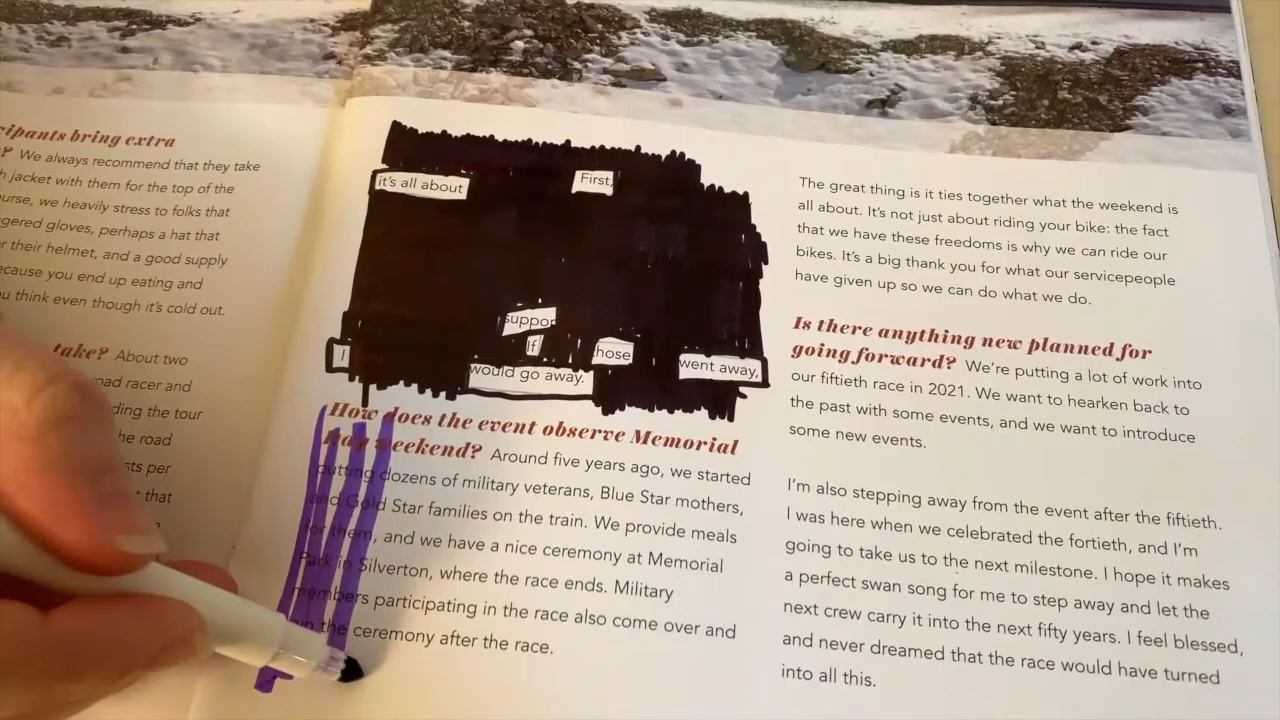 ipants bring extra
? We always recommend that they take
h jacket with them for the top of the
urse, we heavily stress to folks that
gered gloves, perhaps a hat that
r their helmet, and a good supply
ecause you end up eating and
u think even though it's cold out.
take? About two
oad racer and
ding the tour
he road
sts per
that
it's all about First,
suppor
If those
I would go away. went away,
How does the event observe Memorial
Day weekend? Around five years ago, we started
putting dozens of military veterans, Blue Star mothers,
and Gold Star families on the train. We provide meals
for them, and we have a nice ceremony at Memorial
Park in Silverton, where the race ends. Military
members participating in the race also come over and
join the ceremony after the race.
The great thing is it ties together what the weekend is
all about. It's not just about riding your bike: the fact
that we have these freedoms is why we can ride our
bikes. It's a big thank you for what our servicepeople
have given up so we can do what we do.
Is there anything new planned for
going forward? We're putting a lot of work into
our fiftieth race in 2021. We want to hearken back to
the past with some events, and we want to introduce
some new events.
I'm also stepping away from the event after the fiftieth.
I was here when we celebrated the fortieth, and I'm
going to take us to the next milestone. I hope it makes
a perfect swan song for me to step away and let the
next crew carry it into the next fifty years. I feel blessed,
and never dreamed that the race would have turned
into all this.